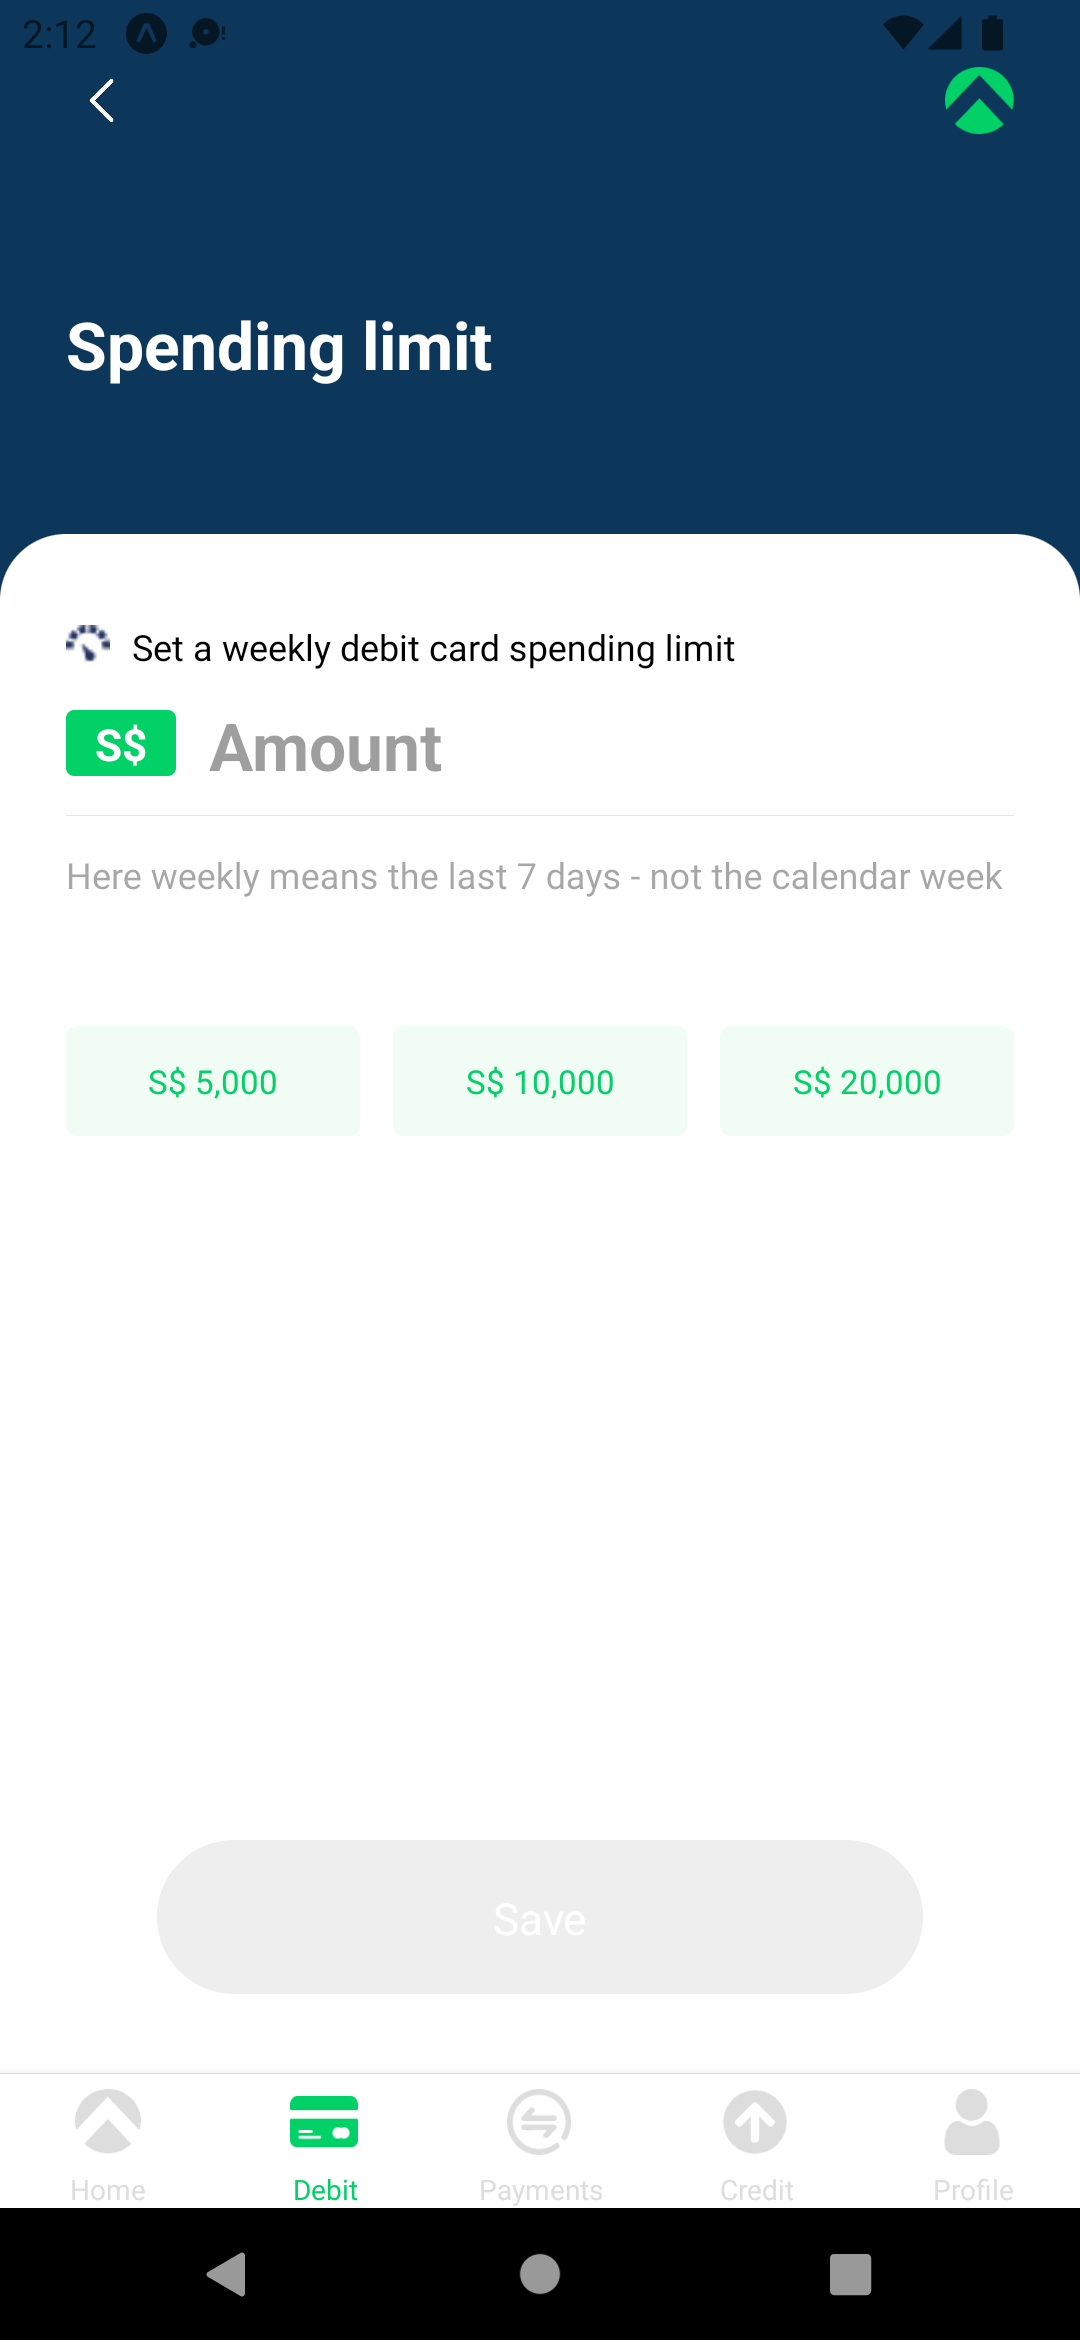 2:12
Spending limit
Set a weekly debit card spending limit
S$ Amount
Here weekly means the last 7 days - not the calendar week
S$ 5,000 S$ 10,000 S$ 20,000
Save
Home Debit Payments Credit Profile